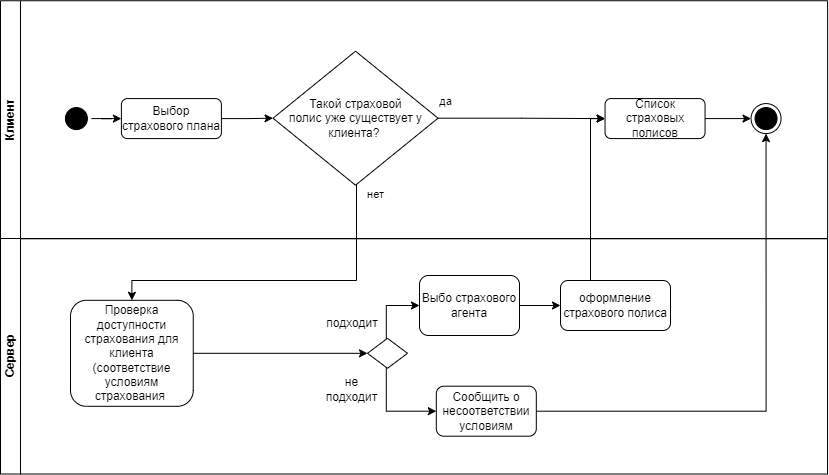 Клиент
Выбор
страхового плана
Такой страховой
полис уже существует у
клиента?
да
нет
Список
страховых
полисов
Сервер
Проверка
доступности
страхования для
клиента
(соответствие
условиям
страхования
подходит
не
подходит
Выбо страхового
агента
оформление
страхового полиса
Сообщить о
несоответствии
условиям